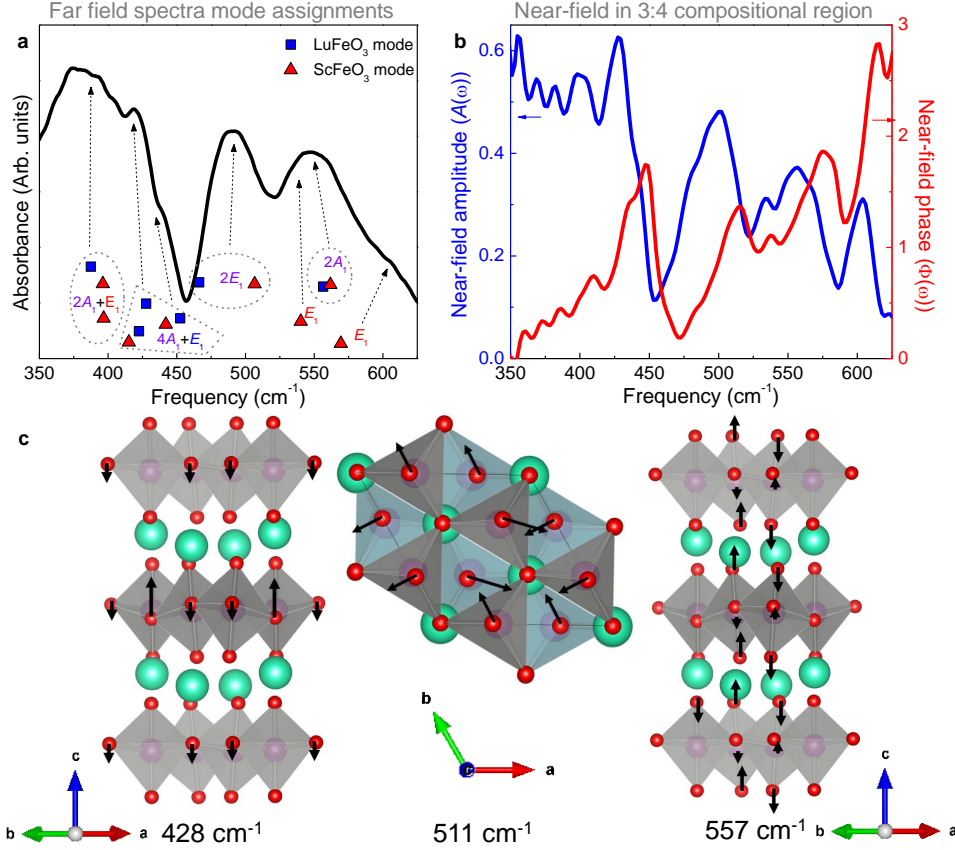 Far field spectra mode assignments
Near-field in 3:4 compositional region
a
LuFeO3 mode
ScFeO3 mode
Absorbance (Arb. units)
2A1+E1
4A1+E1
2E1
E1
2A1
E1
350 400 450 500 550 600
Frequency (cm-1)
b
Near-field amplitude (A(ω))
0.6
0.4
0.2
0.0
Near-field phase (Φ(ω))
3
2
1
0
350 400 450 500 550 600
Frequency (cm-1)
c
c
b
a
428 cm-1
b
a
c
511 cm-1
557 cm-1
c
b
a